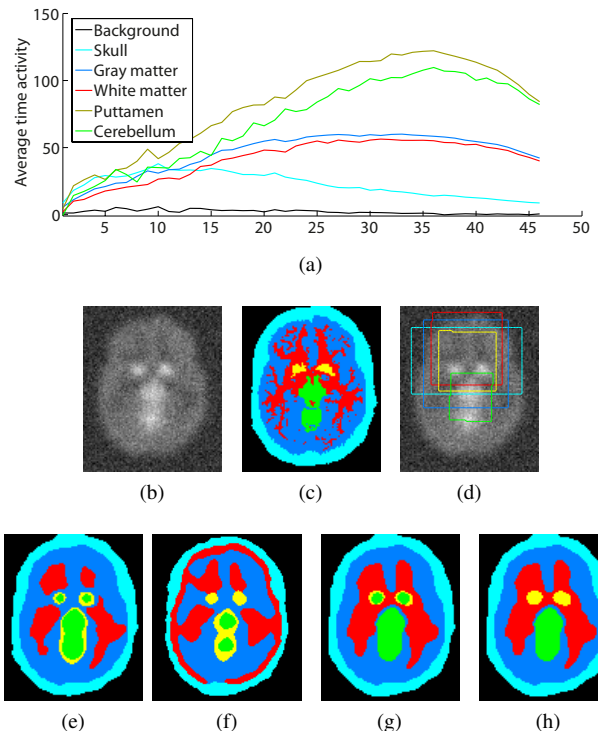 150
100
50
0
Average time activity
Background
Skull
Gray matter
White matter
Puttamen
Cerebellum
5 10 15 20 25 30 35 40 45 50
(a)
(b) (c) (d)
(e) (f) (g) (h)